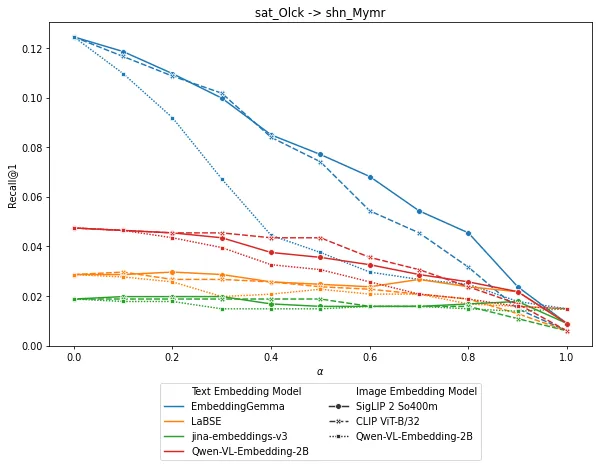 sat_Olck -> shn_Mymr
Recall@1
0.12
0.10
0.08
0.06
0.04
0.02
0.00
0.0 0.2 0.4 0.6 0.8 1.0
α
Text Embedding Model
EmbeddingGemma
LaBSE
jina-embeddings-v3
Qwen-VL-Embedding-2B
Image Embedding Model
SigLIP 2 So400m
CLIP ViT-B/32
Qwen-VL-Embedding-2B